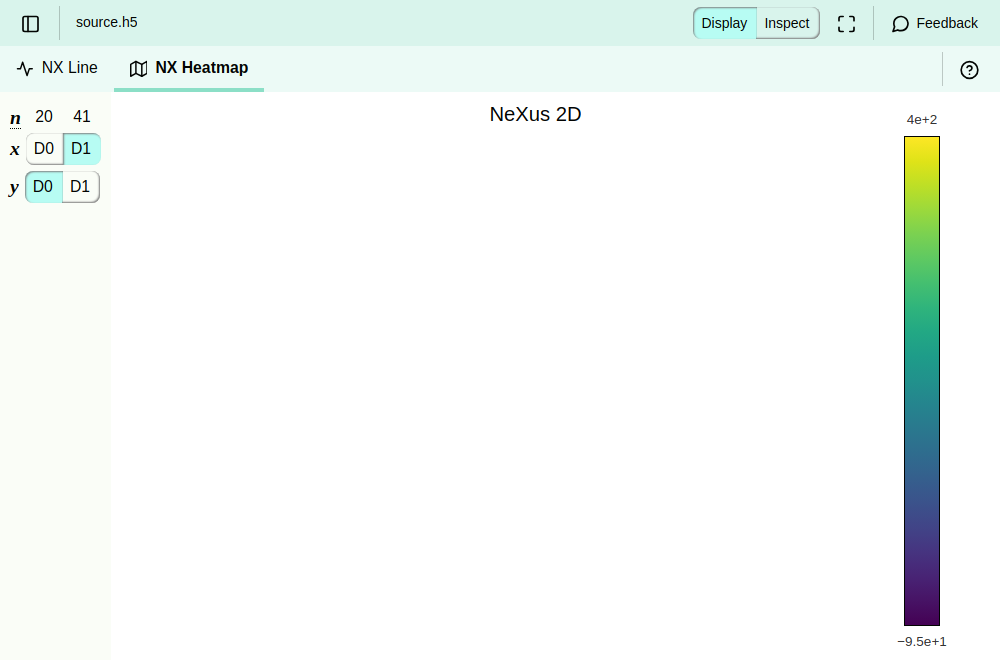 source.h5
Display Inspect
Feedback
NX Line NX Heatmap
n 20 41
x D0 D1
y D0 D1
NeXus 2D
4e+2
−9.5e+1